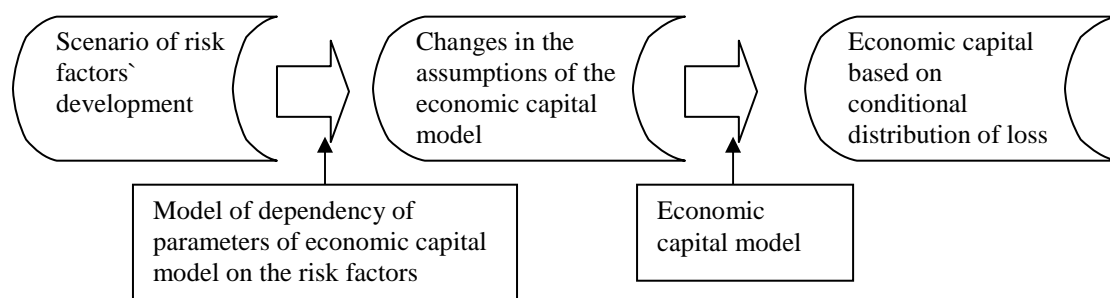 Scenario of risk
factors`
development
Changes in the
assumptions of the
economic capital
model
Economic capital
based on
conditional
distribution of loss
Model of dependency of
parameters of economic capital
model on the risk factors
Economic
capital model